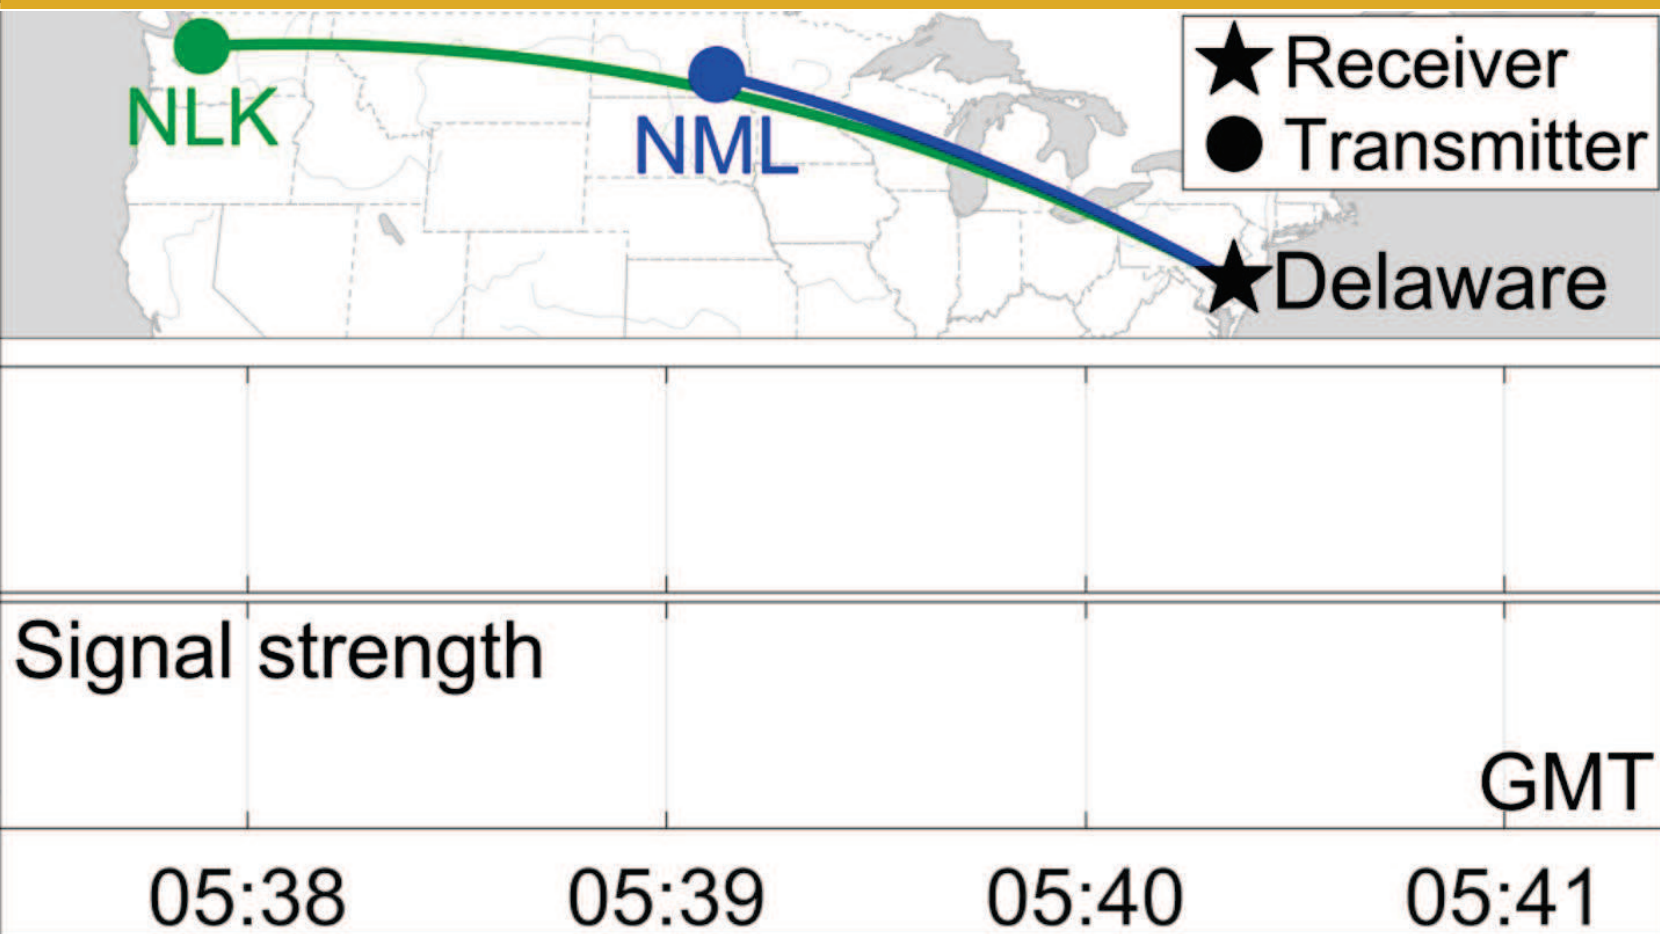 Receiver
Transmitter
NLK
NML
Delaware
Signal strength
GMT
05:38 05:39 05:40 05:41